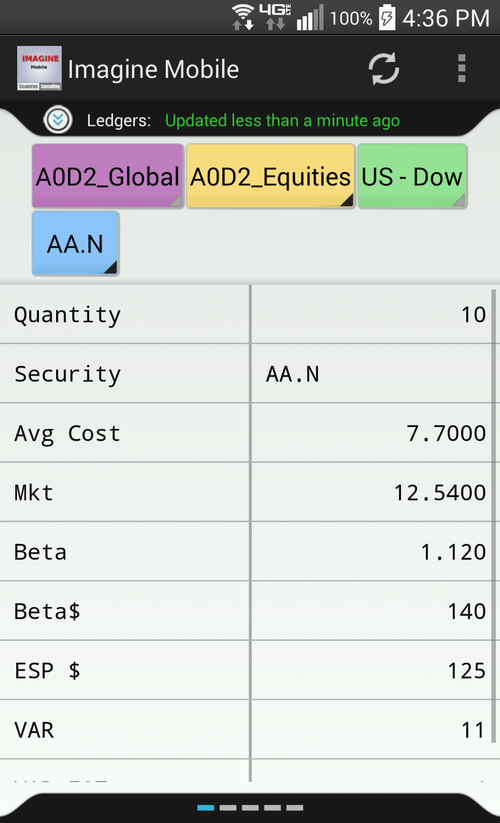 4G LTE 100% 4:36 PM
IMAGINE
Mobile
Imagine Mobile
Ledgers: Updated less than a minute ago
A0D2_Global A0D2_Equities US - Dow
AA.N
Quantity 10
Security AA.N
Avg Cost 7.7000
Mkt 12.5400
Beta 1.120
Beta$ 140
ESP $ 125
VAR 11